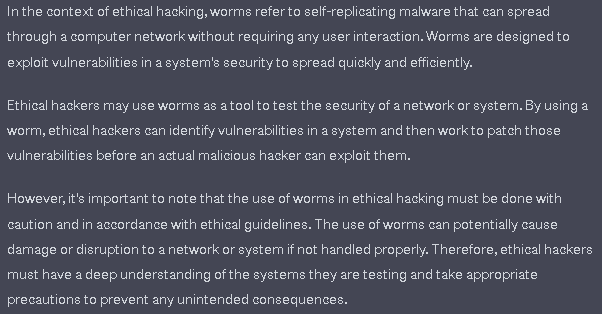 In the context of ethical hacking, worms refer to self-replicating malware that can spread
through a computer network without requiring any user interaction. Worms are designed to
exploit vulnerabilities in a system's security to spread quickly and efficiently.
Ethical hackers may use worms as a tool to test the security of a network or system. By using a
worm, ethical hackers can identify vulnerabilities in a system and then work to patch those
vulnerabilities before an actual malicious hacker can exploit them.
However, it's important to note that the use of worms in ethical hacking must be done with
caution and in accordance with ethical guidelines. The use of worms can potentially cause
damage or disruption to a network or system if not handled properly. Therefore, ethical hackers
must have a deep understanding of the systems they are testing and take appropriate
precautions to prevent any unintended consequences.